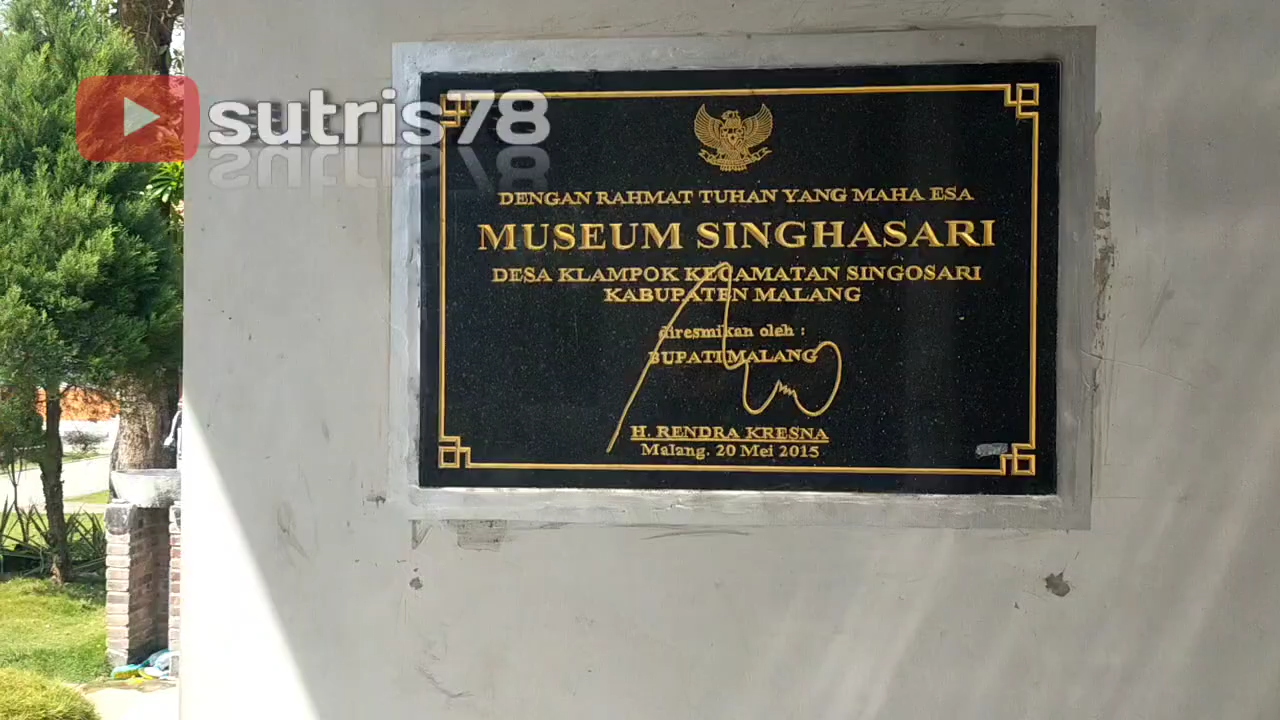 sutris78
DENGAN RAHMAT TUHAN YANG MAHA ESA
MUSEUM SINGHASARI
DESA KLAMPOK KECAMATAN SINGOSARI
KABUPATEN MALANG
diresmikan oleh :
BUPATI MALANG
H. RENDRA KRESNA
Malang. 20 Mei 2015